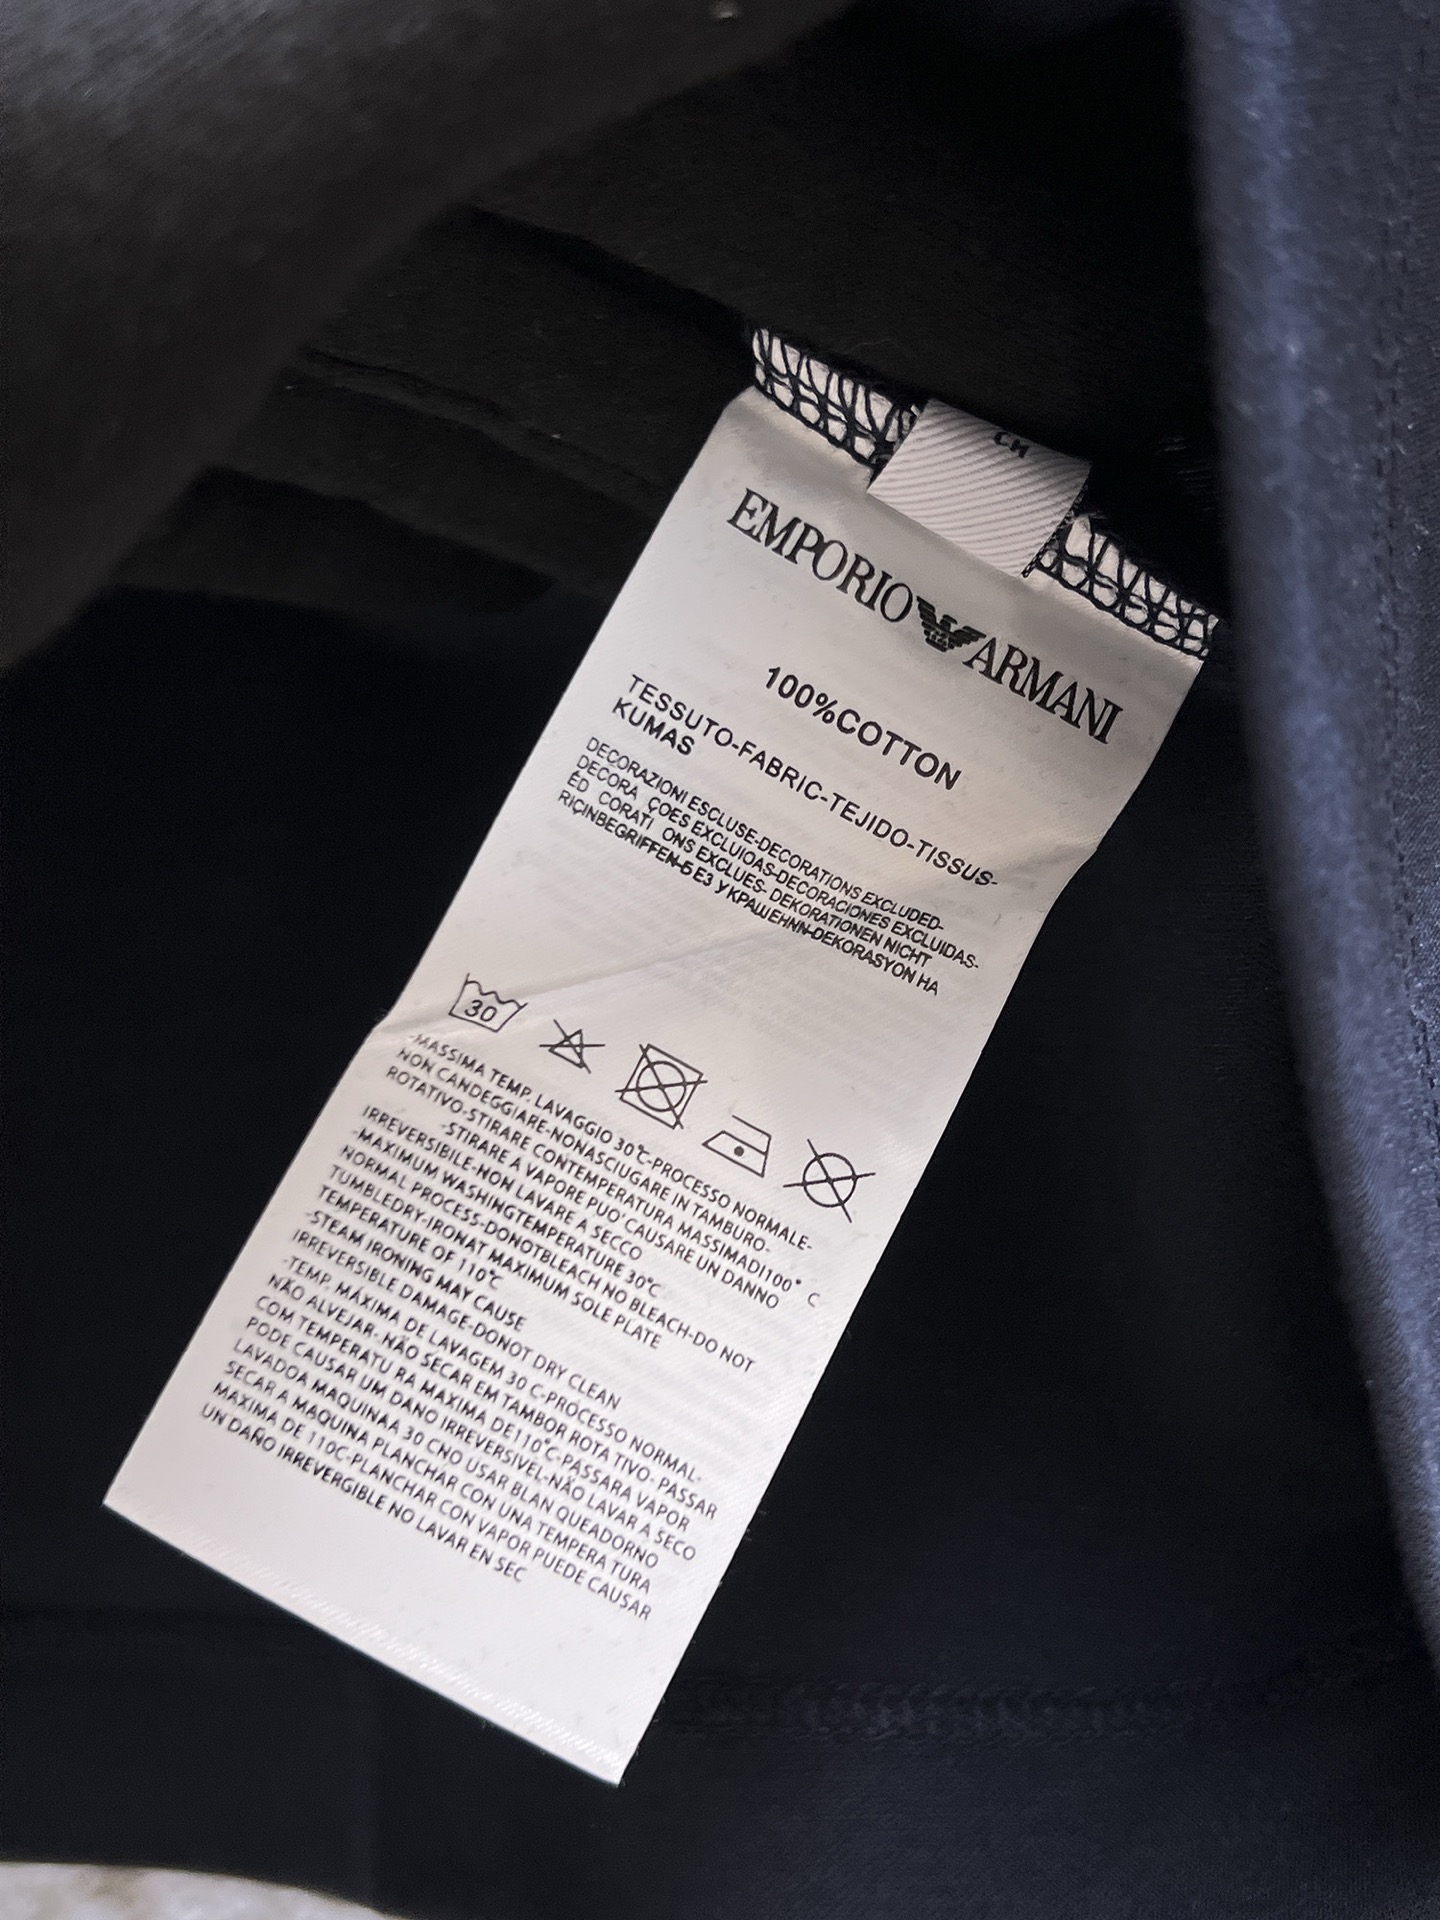 CM
EMPORIO ARMANI
100%COTTON
TESSUTO-FABRIC-TEJIDO-TISSUS-
KUMAS
DECORAZIONI ESCLUSE-DECORATIONS EXCLUDED-
DECORA ÇOES EXCLUIOAS-DECORACIONES EXCLUIDAS-
ÉD CORATI ONS EXCLUES- DEKORATIONEN NICHT
RIÇINBEGRIFFEN-БЕЗ УКРАШЕНNN-DEKORASYON HA
30
-MASSIMA TEMP. LAVAGGIO 30℃-PROCESSO NORMALE-
NON CANDEGGIARE-NONASCIUGARE IN TAMBURO-
ROTATIVO-STIRARE CONTEMPERATURA MASSIMADI100° C
-STIRARE A VAPORE PUO' CAUSARE UN DANNO
IRREVERSIBILE-NON LAVARE A SECCO
-MAXIMUM WASHINGTEMPERATURE 30℃
NORMAL PROCESS-DONOTBLEACH NO BLEACH-DO NOT
TUMBLEDRY-IRONAT MAXIMUM SOLE PLATE
TEMPERATURE OF 110℃
-STEAM IRONING MAY CAUSE
IRREVERSIBLE DAMAGE-DONOT DRY CLEAN
-TEMP. MÁXIMA DE LAVAGEM 30 C-PROCESSO NORMAL-
NÃO ALVEJAR- NÃO SECAR EM TAMBOR ROTA TIVO- PASSAR
COM TEMPERATU RA MAXIMA DE110℃-PASSARA VAPOR
PODE CAUSAR UM DANO IRREVERSIVEL-NÃO LAVAR A SECO
LAVADOA MAQUINAA 30 CNO USAR BLAN QUEADORNO
SECAR A MAQUINA PLANCHAR CON UNA TEMPERA TURA
MAXIMA DE 110C-PLANCHAR CON VAPOR PUEDE CAUSAR
UN DAÑO IRREVERGIBLE NO LAVAR EN SEC